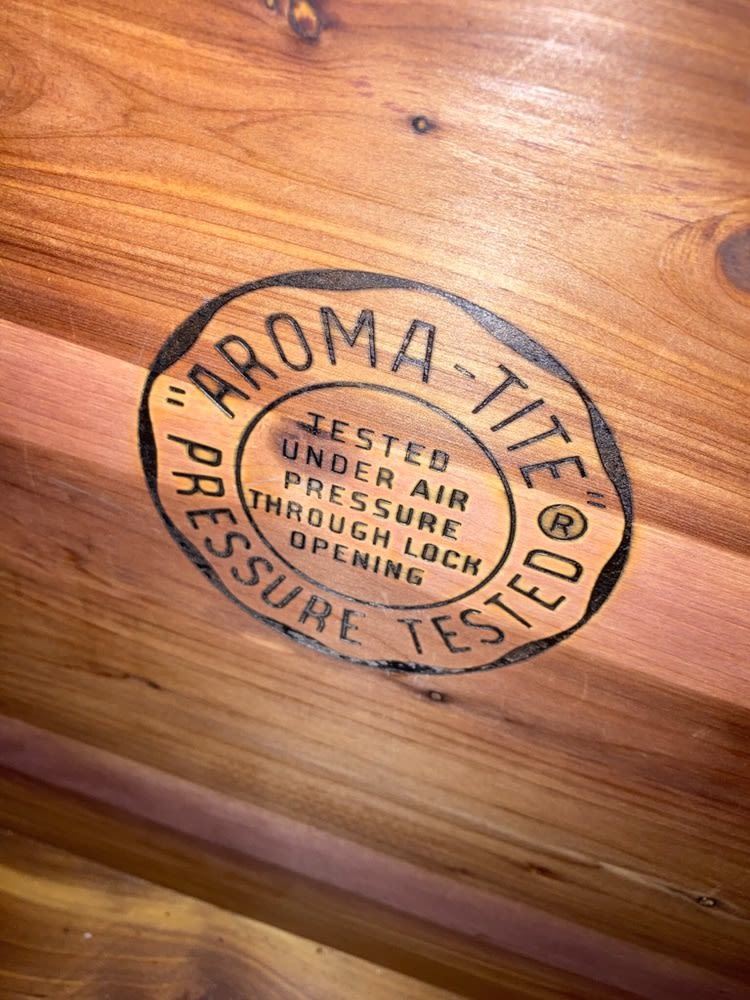 "AROMA-TITE"®
TESTED
UNDER AIR
PRESSURE
THROUGH LOCK
OPENING
PRESSURE TESTED